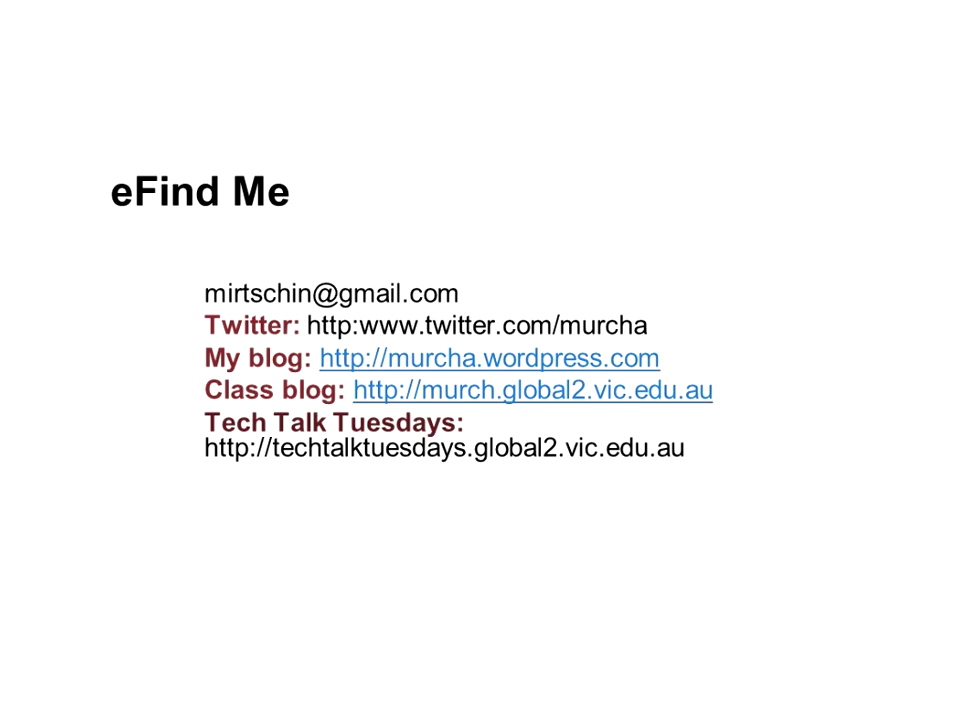 eFind Me
mirtschin@gmail.com
Twitter: http:www.twitter.com/murcha
My blog: http://murcha.wordpress.com
Class blog: http://murch.global2.vic.edu.au
Tech Talk Tuesdays:
http://techtalktuesdays.global2.vic.edu.au